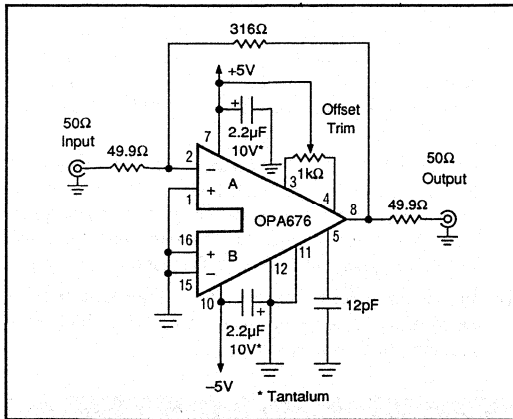 316Ω
+5V
Offset
Trim
50Ω
Input
49.9Ω
7
+
2.2µF
10V*
2
−
A
+
1
3
1kΩ
4
8
50Ω
Output
49.9Ω
OPA676
5
16
+
B
−
15
11
12
10
+
2.2µF
10V*
12pF
−5V
* Tantalum